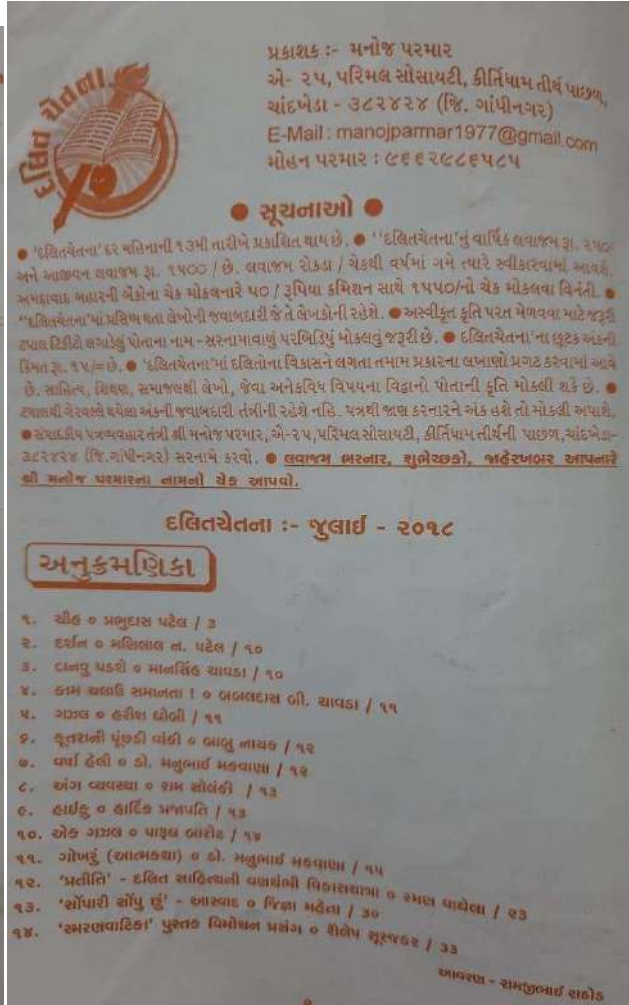 દલિત ચેતના
પ્રકાશક :- મનોજ પરમાર
એ- ૨૫, પરિમલ સોસાયટી, કીર્તિધામ તીર્થ પાછળ,
ચાંદખેડા - ૩૮૨૪૨૪ (જિ. ગાંધીનગર)
E-Mail : manojparmar1977@gmail.com
મોહન પરમાર : ૯૬૬૨૯૮૬૫૮૫
● સૂચનાઓ ●
● 'દલિતચેતના' દર મહિનાની ૧૩મી તારીખે પ્રકાશિત થાય છે. ● ''દલિતચેતના'નું વાર્ષિક લવાજમ રૂા. ૨૫૦/
અને આજીવન લવાજમ રૂા. ૧૫૦૦ / છે. લવાજમ રોકડા / ચેકથી વર્ષમાં ગમે ત્યારે સ્વીકારવામાં આવશે.
અમદાવાદ બહારની બેંકોના ચેક મોકલનારે ૫૦ / રૂપિયા કમિશન સાથે ૧૫૫૦/નો ચેક મોકલવા વિનંતી. ●
''દલિતચેતના'માં પ્રસિધ્ધ થતા લેખોની જવાબદારી જે તે લેખકોની રહેશે. ● અસ્વીકૃત કૃતિ પરત મેળવવા માટે જરૂરી
ટપાલ ટિકીટો લગાડેલું પોતાના નામ - સરનામાવાળું પરબિડિયું મોકલવું જરૂરી છે. ● દલિતચેતના'ના છૂટક અંકની
કિંમત રૂા. ૧૫/= છે. ● 'દલિતચેતના'માં દલિતોના વિકાસને લગતા તમામ પ્રકારના લખાણો પ્રગટ કરવામાં આવે
છે. સાહિત્ય, શિક્ષણ, સમાજલક્ષી લેખો, જેવા અનેકવિધ વિષયના વિદ્વાનો પોતાની કૃતિ મોકલી શકે છે. ●
ટપાલથી ગેરવલ્લે થયેલા અંકની જવાબદારી તંત્રીની રહેશે નહિ. પત્રથી જાણ કરનારને અંક હશે તો મોકલી અપાશે.
● સંપાદકીય પત્રવ્યવહાર તંત્રી શ્રી મનોજ પરમાર, એ-૨૫,પરિમલ સોસાયટી, કીર્તિધામ તીર્થની પાછળ,ચાંદખેડા-
૩૮૨૪૨૪ (જિ.ગાંધીનગર) સરનામે કરવો. ● લવાજમ ભરનાર, શુભેચ્છકો, જાહેરખબર આપનારે
શ્રી મનોજ પરમારના નામનો ચેક આપવો.
દલિતચેતના :- જુલાઈ - ૨૦૧૮
અનુક્રમણિકા
૧. ચીહ ૦ પ્રભુદાસ પટેલ / ૩
૨. દર્શન ૦ મણિલાલ ન. પટેલ / ૧૦
૩. ટાનવુ પડશે ૦ માનસિંહ ચાવડા / ૧૦
૪. કામ ચલાઉ સમાનતા ! ૦ બબલદાસ બી. ચાવડા / ૧૧
૫. ગઝલ ૦ હરીશ ધોબી / ૧૧
૬. કૂતરાની પૂંછડી વાંકી ૦ બાબુ નાયક / ૧૨
૭. વર્ષા હેલી ૦ ડો. મનુભાઈ મકવાણા / ૧૨
૮. અંગ વ્યવસ્થા ૦ રામ સોલંકી / ૧૩
૯. હાઈકુ ૦ હાર્દિક પ્રજાપતિ / ૧૩
૧૦. એક ગઝલ ૦ પારૂલ બારોટ / ૧૪
૧૧. ગોખરું (આત્મકથા) ૦ ડો. મનુભાઈ મકવાણા / ૧૫
૧૨. 'પ્રતીતિ' - દલિત સાહિત્યની વણથંભી વિકાસયાત્રા ૦ રમણ વાઘેલા / ૨૩
૧૩. 'સોંપારી સોંપુ છું' - આસ્વાદ ૦ જિજ્ઞા મહેતા / ૩૦
૧૪. 'સ્મરણવાટિકા' પુસ્તક વિમોચન પ્રસંગ ૦ શૈલેષ સૂરજકર / ૩૩
આવરણ - રામજીભાઈ રાઠોડ